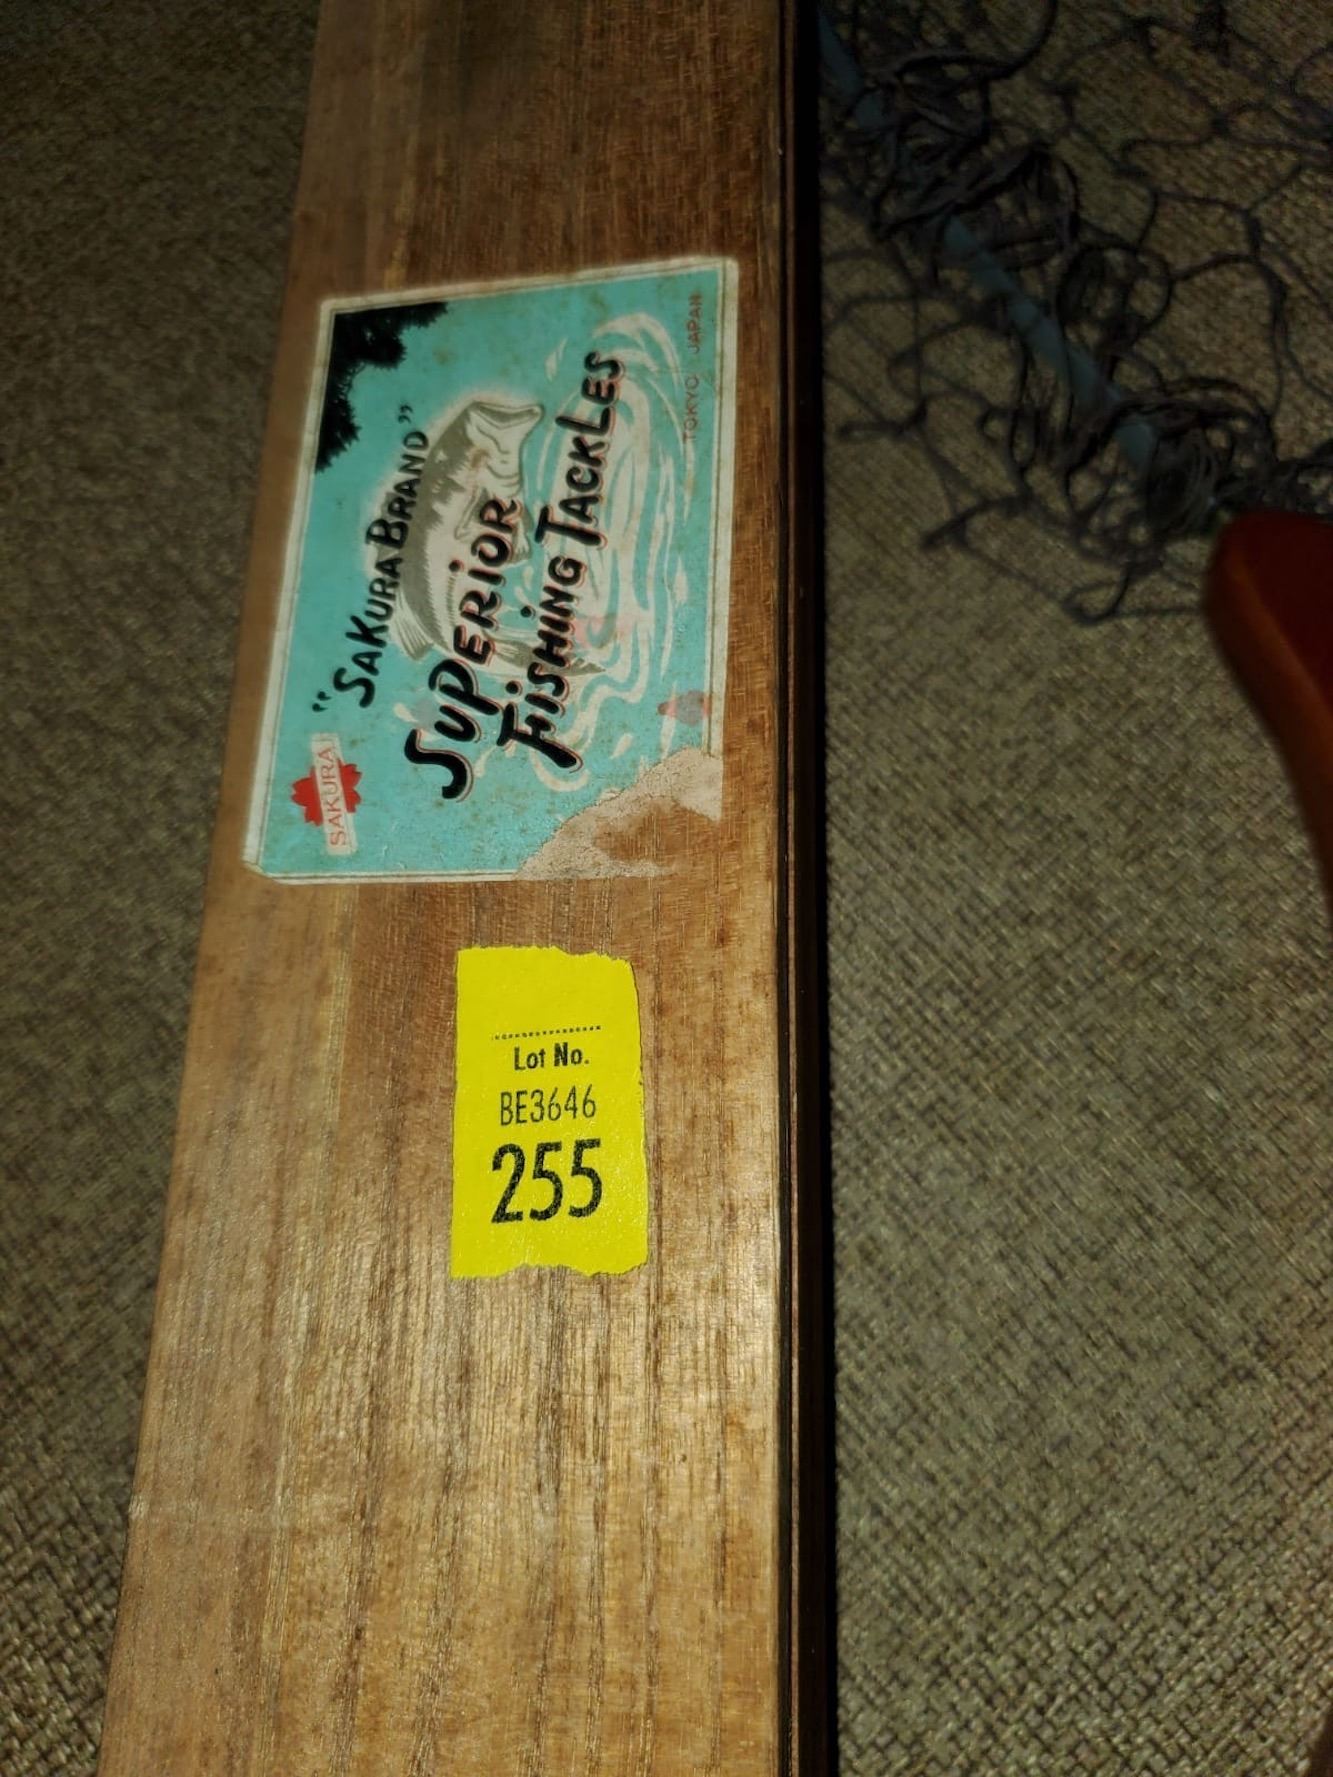 "SAKURA BRAND"
SUPERIOR
FISHING TACKLES
TOKYO JAPAN
SAKURA
Lot No.
BE3646
255